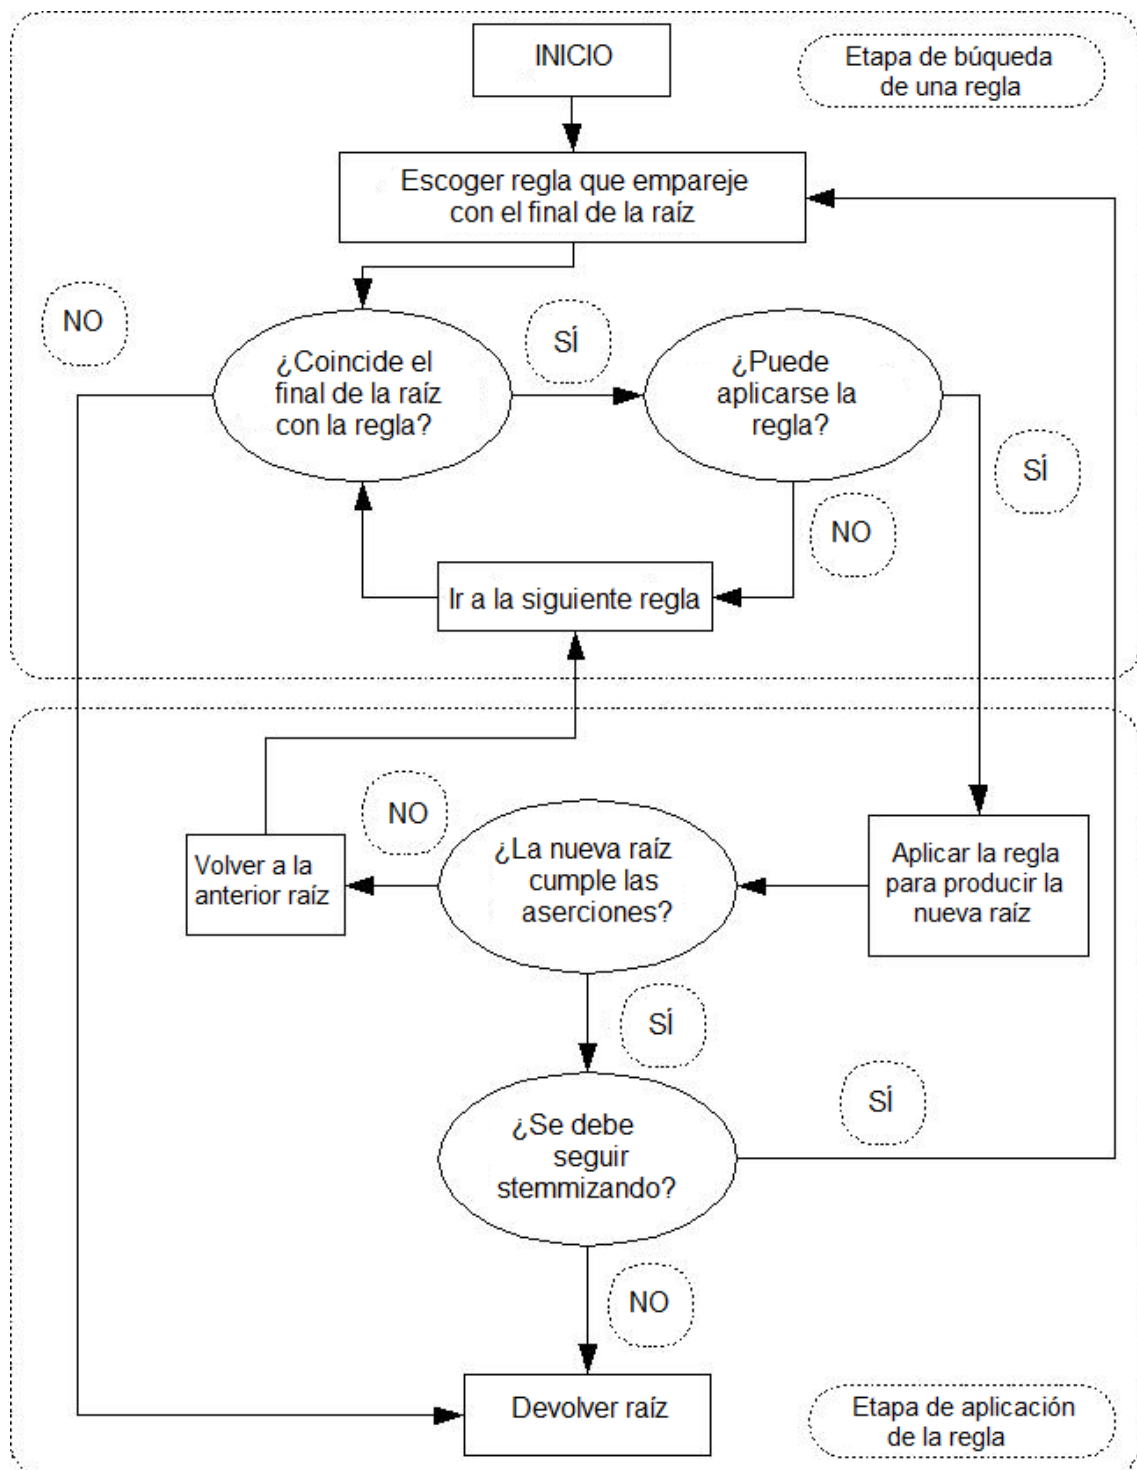 INICIO
Etapa de búqueda
de una regla
Escoger regla que empareje
con el final de la raíz
NO
¿Coincide el
final de la raíz
con la regla?
SÍ
¿Puede
aplicarse la
regla?
SÍ
NO
Ir a la siguiente regla
NO
Volver a la
anterior raíz
¿La nueva raíz
cumple las
aserciones?
Aplicar la regla
para producir la
nueva raíz
SÍ
SÍ
¿Se debe
seguir
stemmizando?
NO
Devolver raíz
Etapa de aplicación
de la regla